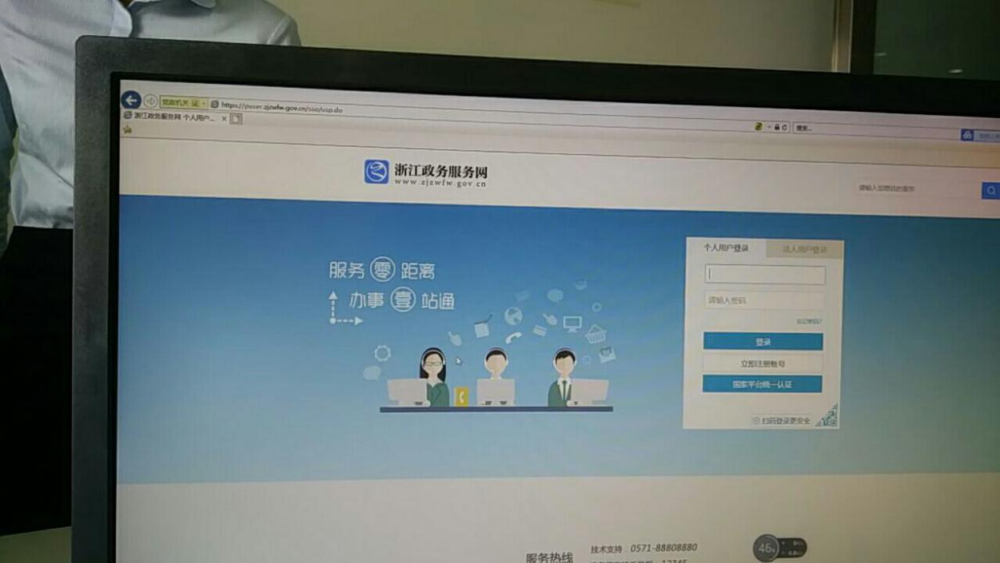 党政机关 证
https://puser.zjzwfw.gov.cn/sso/usp.do
搜索...
浙江政务服务网 个人用户...
浙江政务服务网
www.zjzwfw.gov.cn
请输入您想找的服务
个人用户登录
法人用户登录
服务零距离
办事壹站通
请输入密码
忘记密码?
登录
立即注册账号
国家平台统一认证
扫码登录更安全
服务热线
技术支持：0571-88808880
12345
46